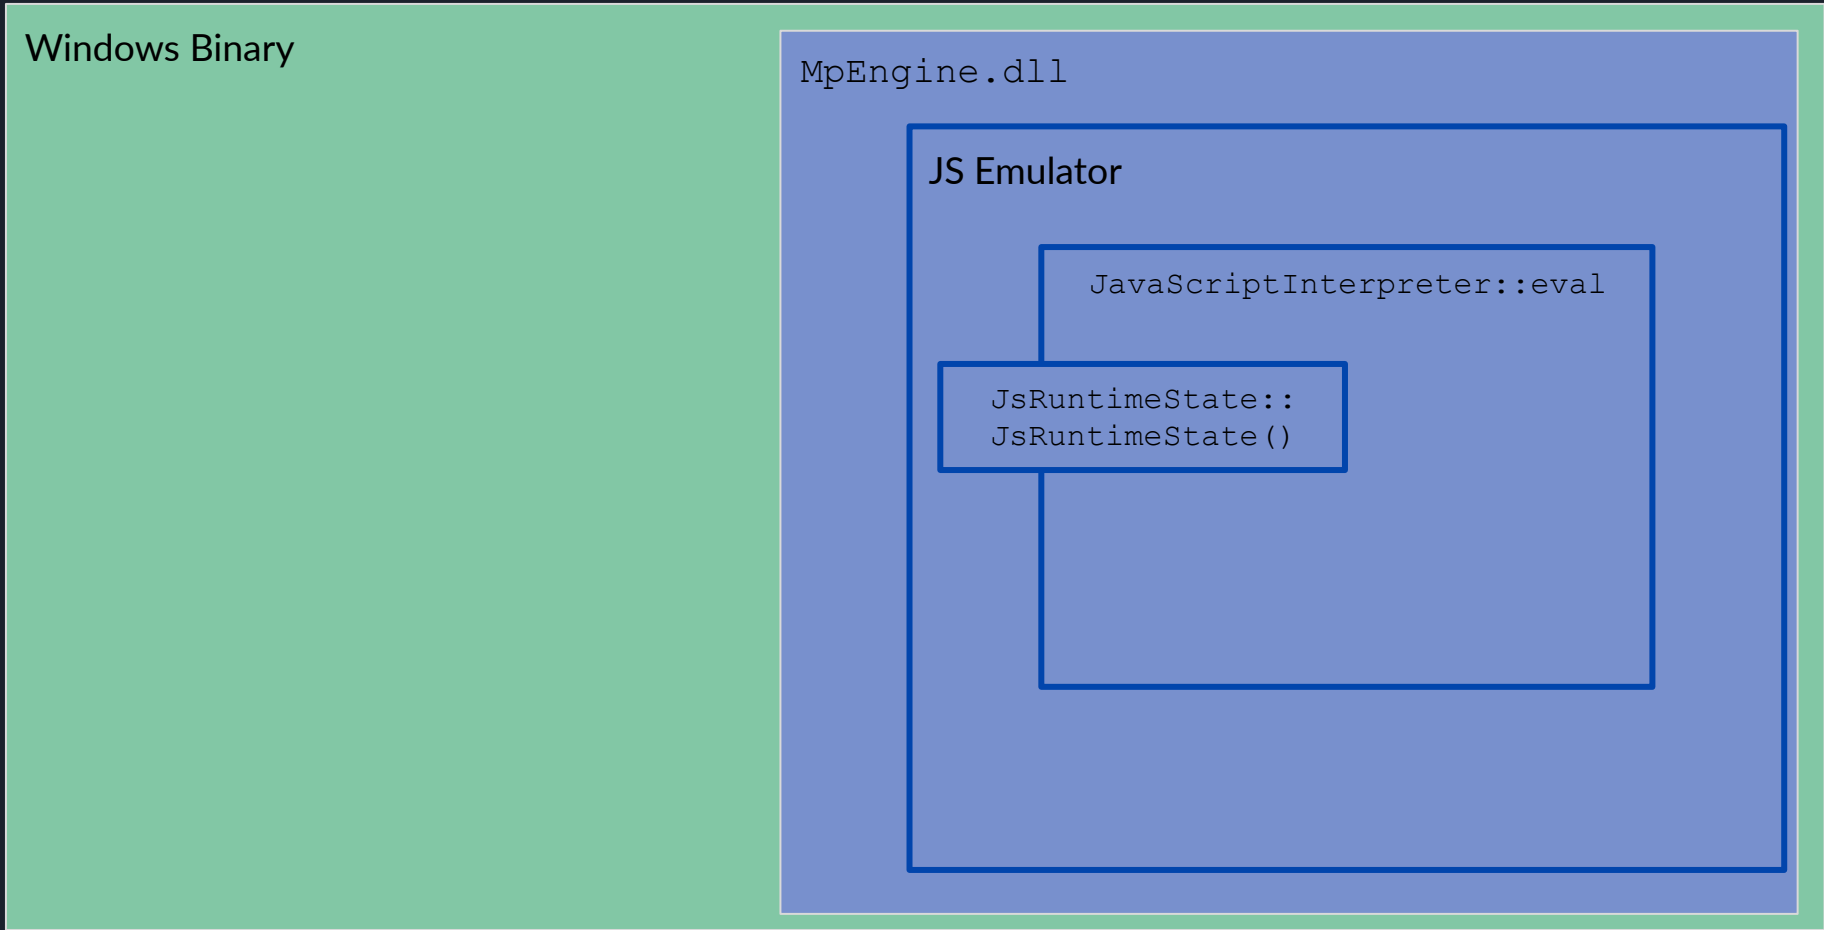 Windows Binary
MpEngine.dll
JS Emulator
JavaScriptInterpreter::eval
JsRuntimeState::
JsRuntimeState()